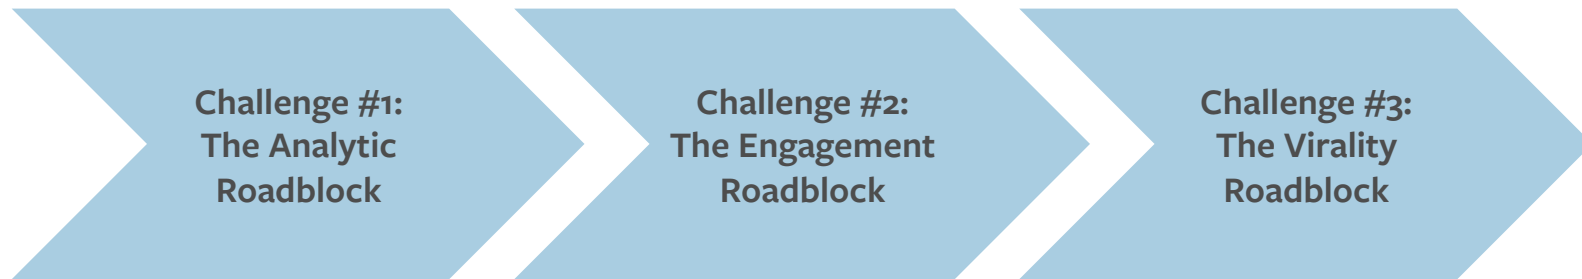 Challenge #1:
The Analytic
Roadblock
Challenge #2:
The Engagement
Roadblock
Challenge #3:
The Virality
Roadblock